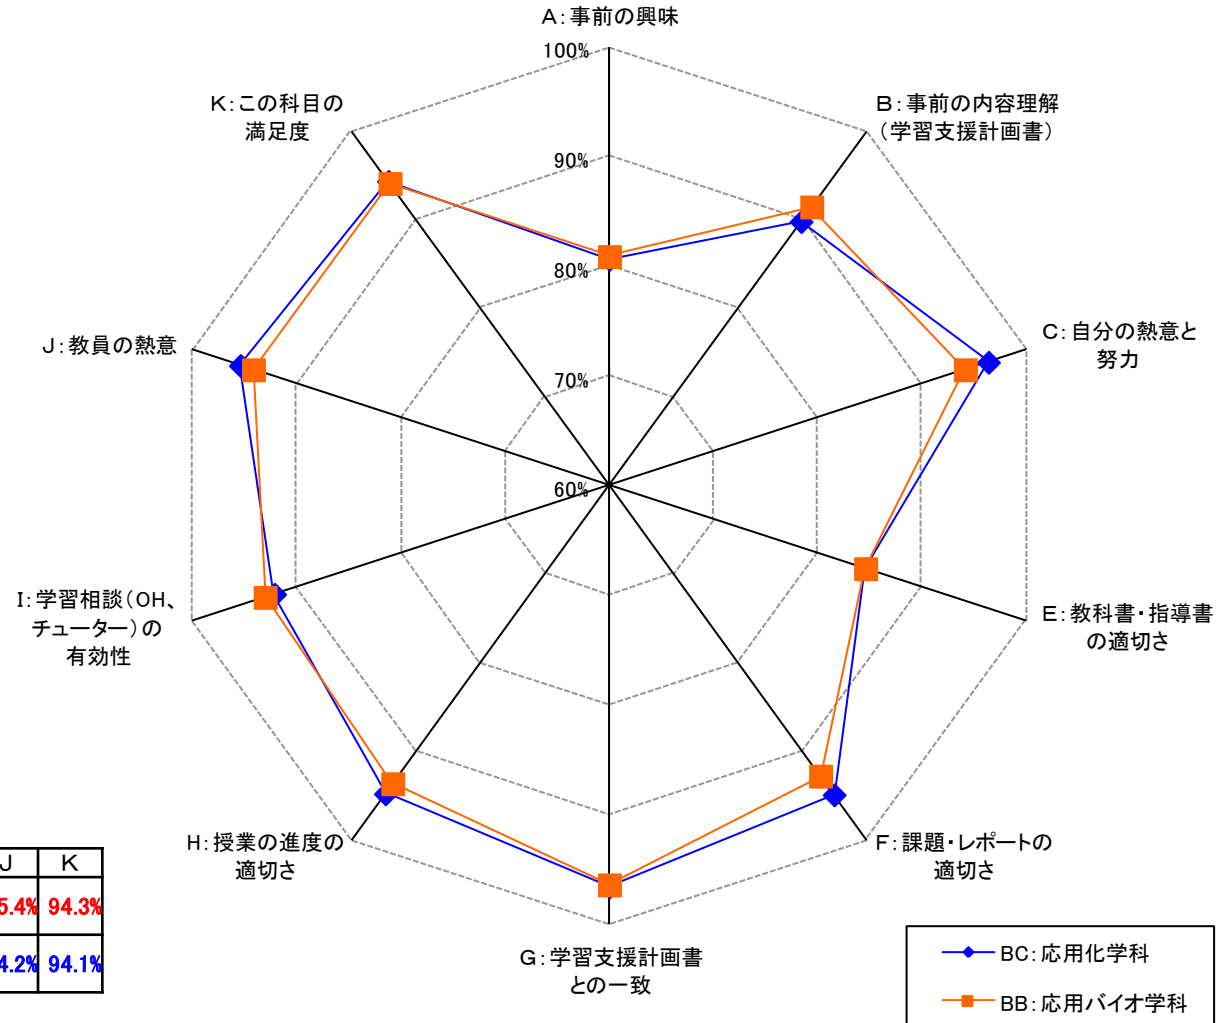 A：事前の興味
100%
90%
80%
70%
60%
B：事前の内容理解
（学習支援計画書）
C：自分の熱意と
努力
E：教科書・指導書
の適切さ
F：課題・レポートの
適切さ
G：学習支援計画書
との一致
H：授業の進度の
適切さ
I：学習相談（OH、
チューター）の
有効性
J：教員の熱意
K：この科目の
満足度
J K
5.4% 94.3%
4.2% 94.1%
BC：応用化学科
BB：応用バイオ学科